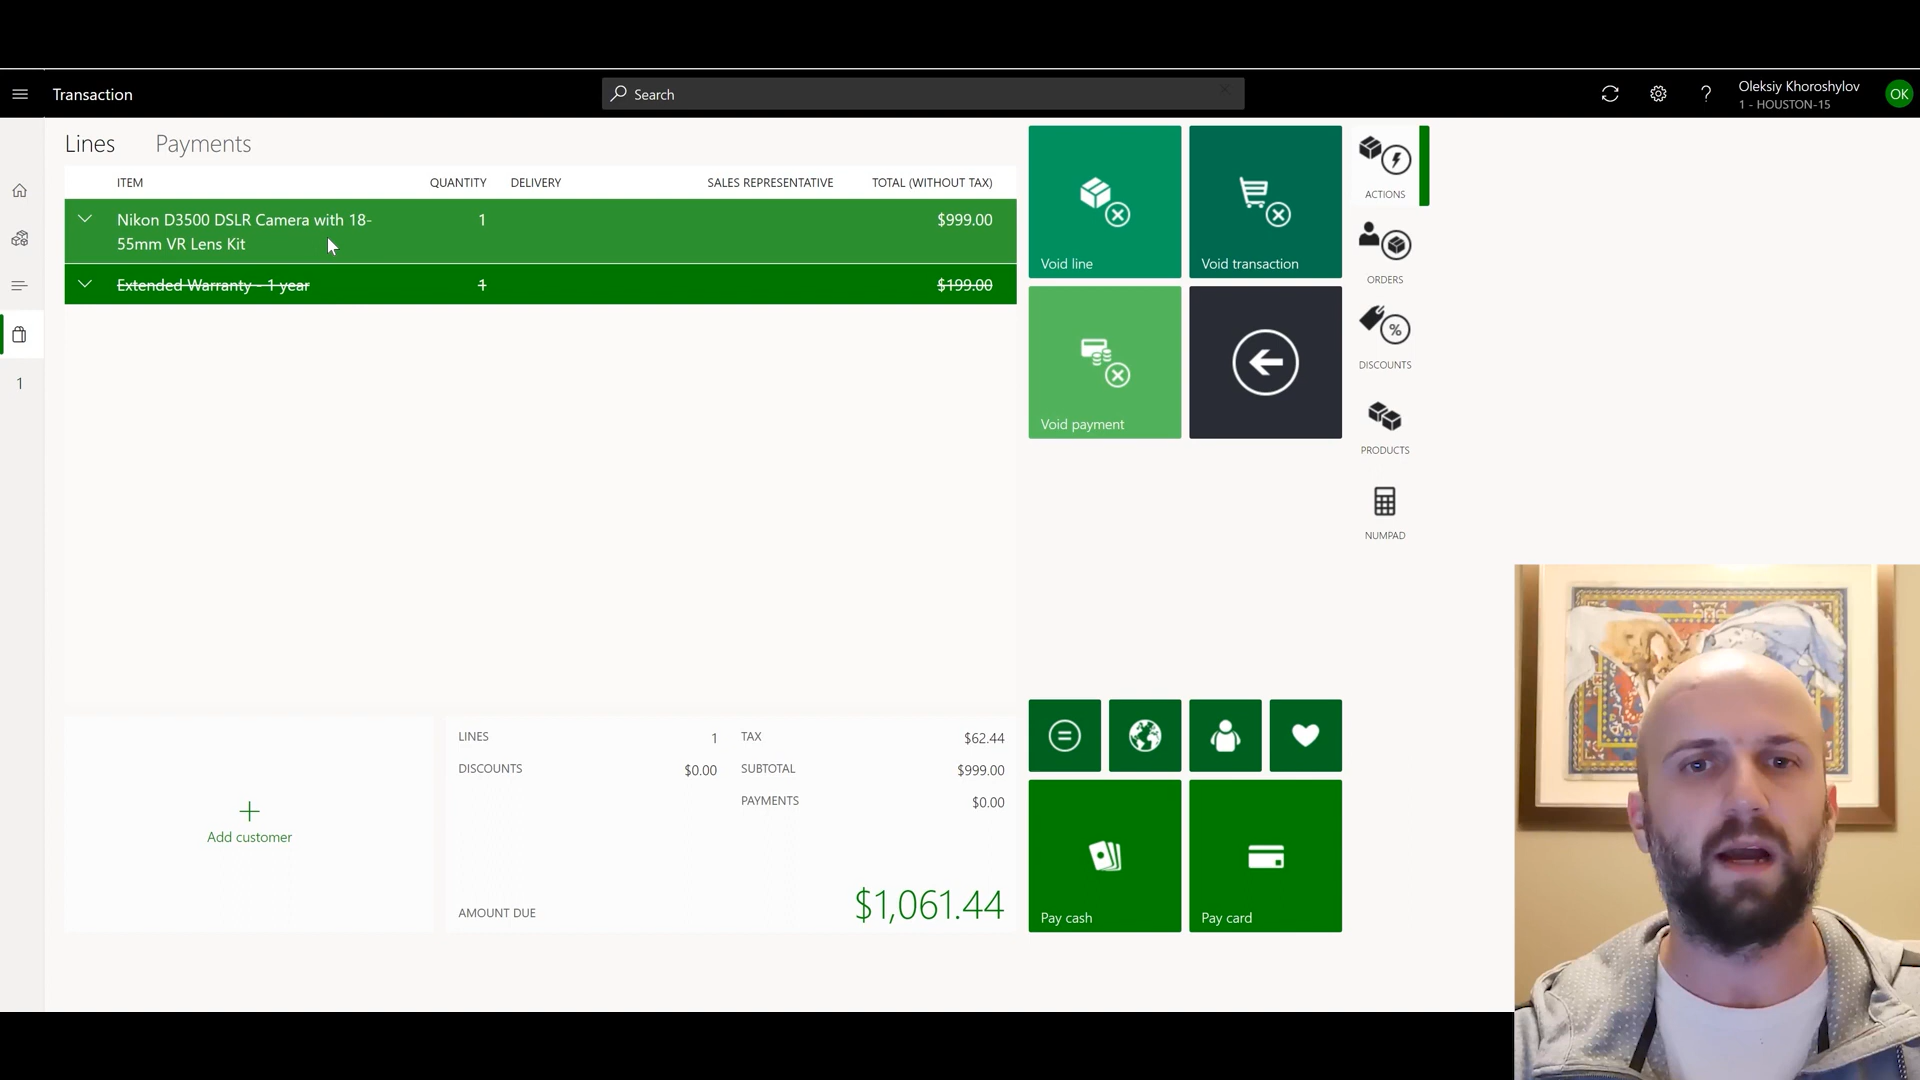 Transaction
Search
Oleksiy Khoroshylov
1 - HOUSTON-15
OK
Lines
Payments
ITEM QUANTITY DELIVERY SALES REPRESENTATIVE TOTAL (WITHOUT TAX)
Nikon D3500 DSLR Camera with 18- 1 $999.00
55mm VR Lens Kit
Extended Warranty - 1 year 1 $199.00
1
Void line
Void transaction
Void payment
ACTIONS
ORDERS
DISCOUNTS
PRODUCTS
NUMPAD
Add customer
LINES 1 TAX $62.44
DISCOUNTS $0.00 SUBTOTAL $999.00
PAYMENTS $0.00
AMOUNT DUE $1,061.44
Pay cash
Pay card